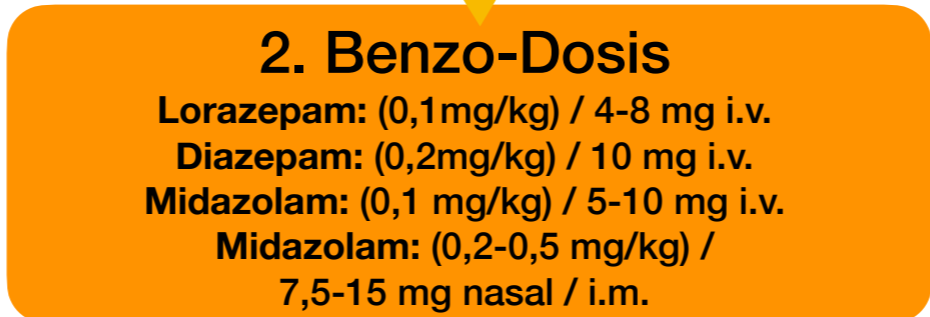 2. Benzo-Dosis
Lorazepam: (0,1mg/kg) / 4-8 mg i.v.
Diazepam: (0,2mg/kg) / 10 mg i.v.
Midazolam: (0,1 mg/kg) / 5-10 mg i.v.
Midazolam: (0,2-0,5 mg/kg) /
7,5-15 mg nasal / i.m.